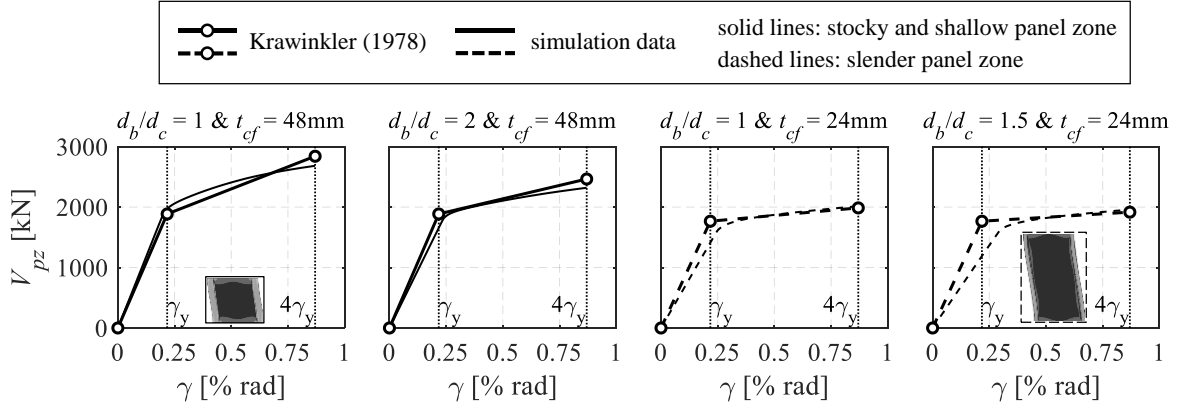 Krawinkler (1978)
simulation data
solid lines: stocky and shallow panel zone
dashed lines: slender panel zone
d_b/d_c = 1 & t_cf = 48mm
d_b/d_c = 2 & t_cf = 48mm
d_b/d_c = 1 & t_cf = 24mm
d_b/d_c = 1.5 & t_cf = 24mm
V_pz [kN]
3000
2000
1000
0
γ_y
4γ_y
0 0.25 0.5 0.75 1
γ [% rad]
γ_y
4γ_y
0 0.25 0.5 0.75 1
γ [% rad]
γ_y
4γ_y
0 0.25 0.5 0.75 1
γ [% rad]
γ_y
4γ_y
0 0.25 0.5 0.75 1
γ [% rad]